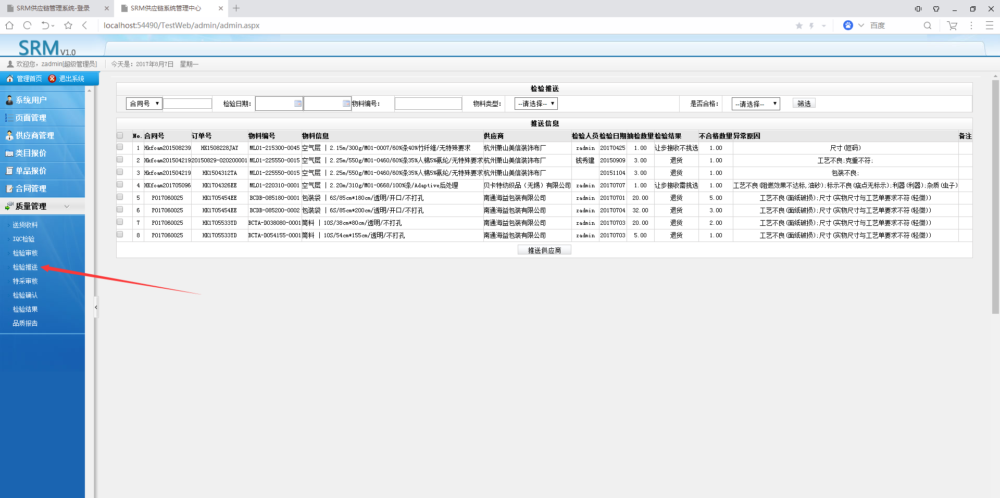 SRM供应链管理系统-登录
SRM供应链系统管理中心
localhost:54490/TestWeb/admin/admin.aspx
百度
SRM V1.0
欢迎您，zadmin[超级管理员] 今天是：2017年8月7日 星期一
管理首页 退出系统
系统用户
页面管理
供应商管理
类目报价
单品报价
合同管理
质量管理
送货收料
IQC检验
检验审核
检验推送
特采审核
检验确认
检验结果
品质报告
检验推送
合同号 检验日期： 物料编号： 物料类型： --请选择-- 是否合格： --请选择-- 筛选
推送信息
No. 合同号 订单号 物料编号 物料信息 供应商 检验人员 检验日期 抽检数量 检验结果 不合格数量 异常原因 备注
1 Hkfoam201508239 HK1508228JAY ML01-215300-0045 空气层 | 2.15m/300g/M01-0007/60%条40%竹纤维/无特殊要求 杭州萧山美信装饰布厂 zadmin 20170425 1.00 让步接收不挑选 1.00 尺寸(短码)
2 Hkfoam201504219 20150829-020200001 ML01-225550-0015 空气层 | 2.25m/550g/M01-0460/60%条35%人棉5%氨纶/无特殊要求 杭州萧山美信装饰布厂 钱秀建 20150909 3.00 退货 1.00 工艺不良;克重不符;
3 Hkfoam201504219 HK1504312TA ML01-225550-0015 空气层 | 2.25m/550g/M01-0460/60%条35%人棉5%氨纶/无特殊要求 杭州萧山美信装饰布厂 20151104 3.00 退货 1.00 包装不良;
4 HKfoam201705096 HK1704326EE ML01-220310-0001 空气层 | 2.20m/310g/M01-0668/100%条/Adaptive后处理 贝卡特纺织品（无锡）有限公司 zadmin 20170707 1.00 让步接收需挑选 1.00 工艺不良(阻燃效果不达标,油砂);标示不良(疵点无标示);利器(利器);杂质(虫子)
5 PO17060025 HK1705454EE BCDB-085180-0001 包装袋 | 6S/85cm*180cm/透明/开口/不打孔 南通海益包装有限公司 zadmin 20170701 20.00 退货 5.00 工艺不良(面纸破损);尺寸(实物尺寸与工艺单要求不符(轻微))
6 PO17060025 HK1705454EE BCDB-085200-0002 包装袋 | 6S/85cm*200cm/透明/开口/不打孔 南通海益包装有限公司 zadmin 20170704 32.00 退货 3.00 工艺不良(面纸破损);尺寸(实物尺寸与工艺单要求不符(轻微))
7 PO17060025 HK1705533YD BCTA-D038080-0001 筒料 | 10S/38cm*80cm/透明/不打孔 南通海益包装有限公司 zadmin 20170703 20.00 退货 2.00 工艺不良(面纸破损);尺寸(实物尺寸与工艺单要求不符(轻微))
8 PO17060025 HK1705533YD BCTA-D054155-0001 筒料 | 10S/54cm*155cm/透明/不打孔 南通海益包装有限公司 zadmin 20170703 5.00 退货 1.00 工艺不良(面纸破损);尺寸(实物尺寸与工艺单要求不符(轻微))
推送供应商